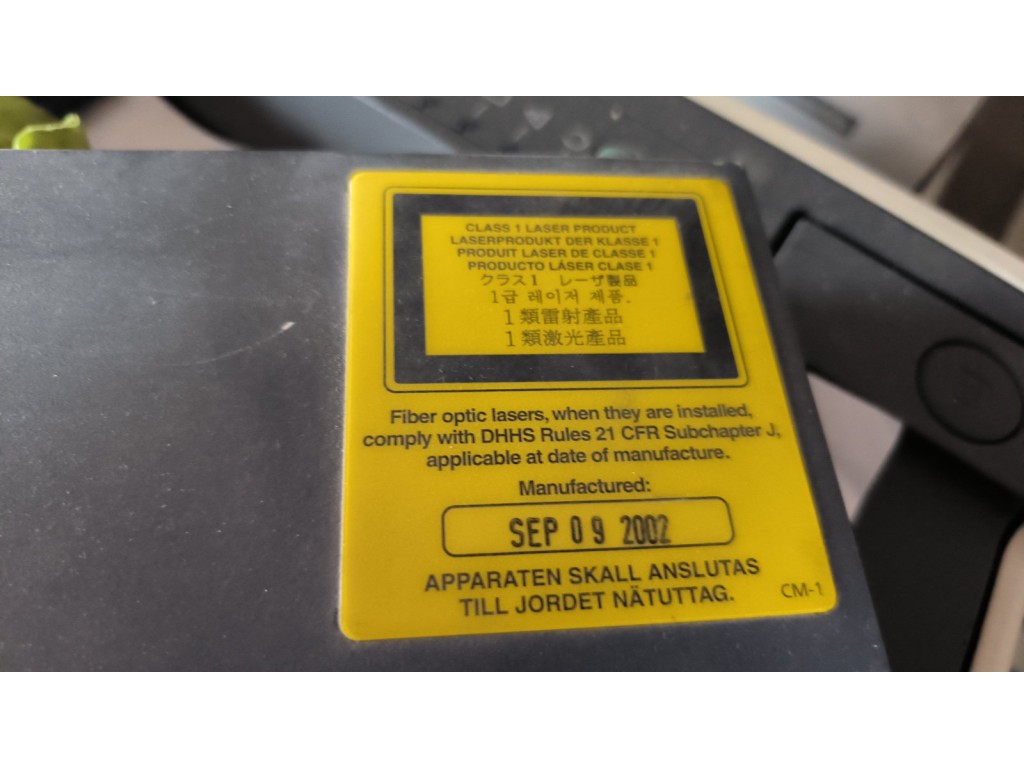 CLASS 1 LASER PRODUCT
LASERPRODUKT DER KLASSE 1
PRODUIT LASER DE CLASSE 1
PRODUCTO LÁSER CLASE 1
クラス1 レーザ製品
1급 레이저 제품.
1類雷射產品
1類激光產品
Fiber optic lasers, when they are installed,
comply with DHHS Rules 21 CFR Subchapter J,
applicable at date of manufacture.
Manufactured:
SEP 09 2002
APPARATEN SKALL ANSLUTAS
TILL JORDET NÄTUTTAG.
CM-1